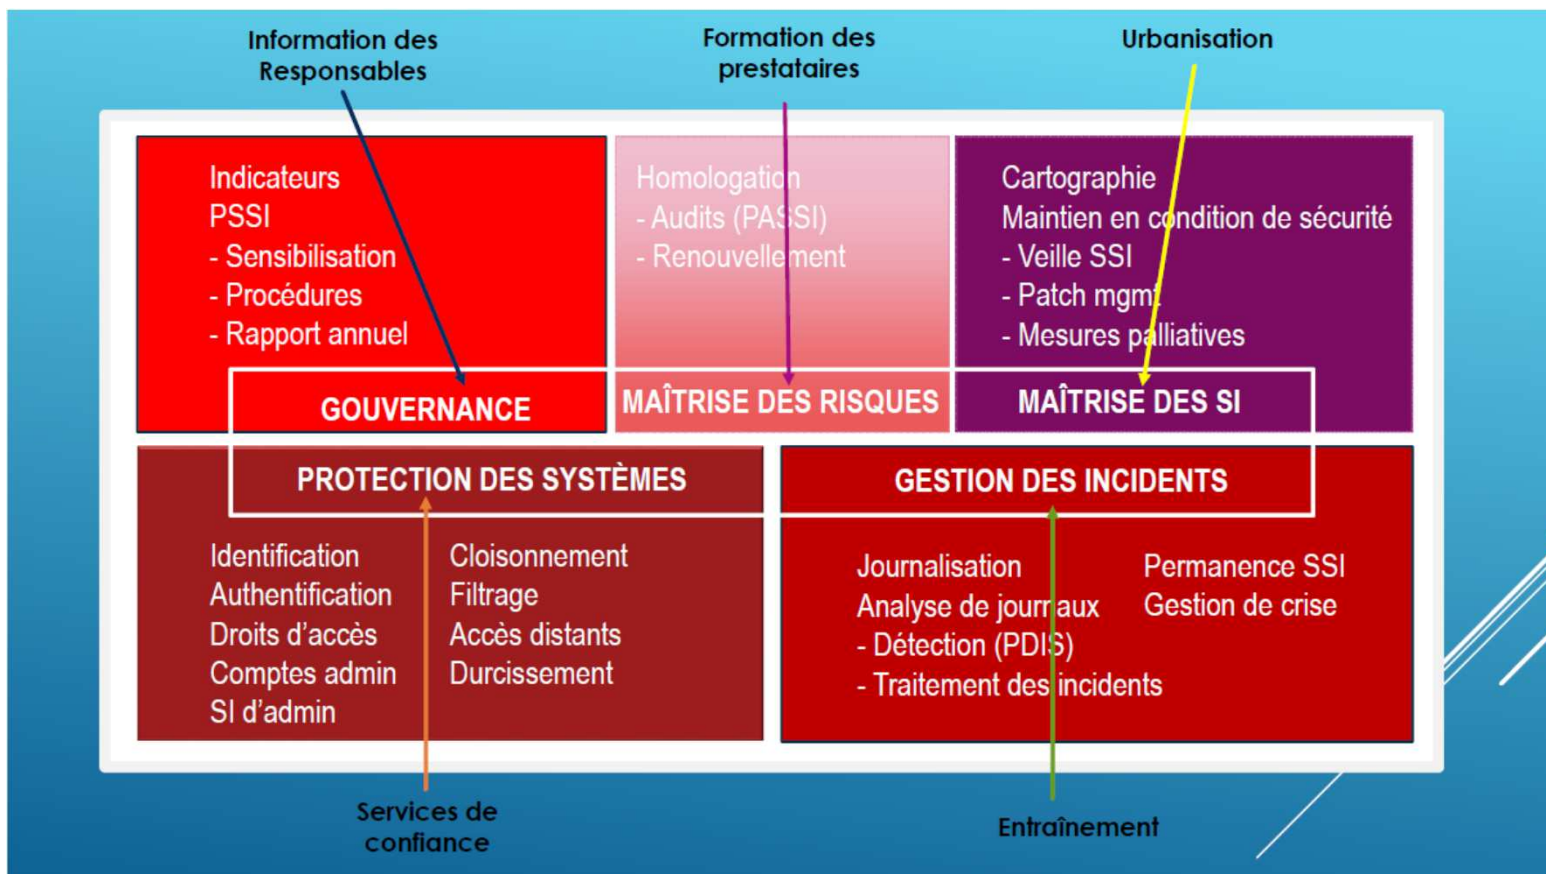 Information des
Responsables
Formation des
prestataires
Urbanisation
Indicateurs
PSSI
- Sensibilisation
- Procédures
- Rapport annuel
GOUVERNANCE
Homologation
- Audits (PASSI)
- Renouvellement
MAÎTRISE DES RISQUES
Cartographie
Maintien en condition de sécurité
- Veille SSI
- Patch mgmt
- Mesures palliatives
MAÎTRISE DES SI
PROTECTION DES SYSTÈMES
Identification
Authentification
Droits d'accès
Comptes admin
SI d'admin
Cloisonnement
Filtrage
Accès distants
Durcissement
GESTION DES INCIDENTS
Journalisation
Analyse de journaux
- Détection (PDIS)
- Traitement des incidents
Permanence SSI
Gestion de crise
Services de
confiance
Entraînement